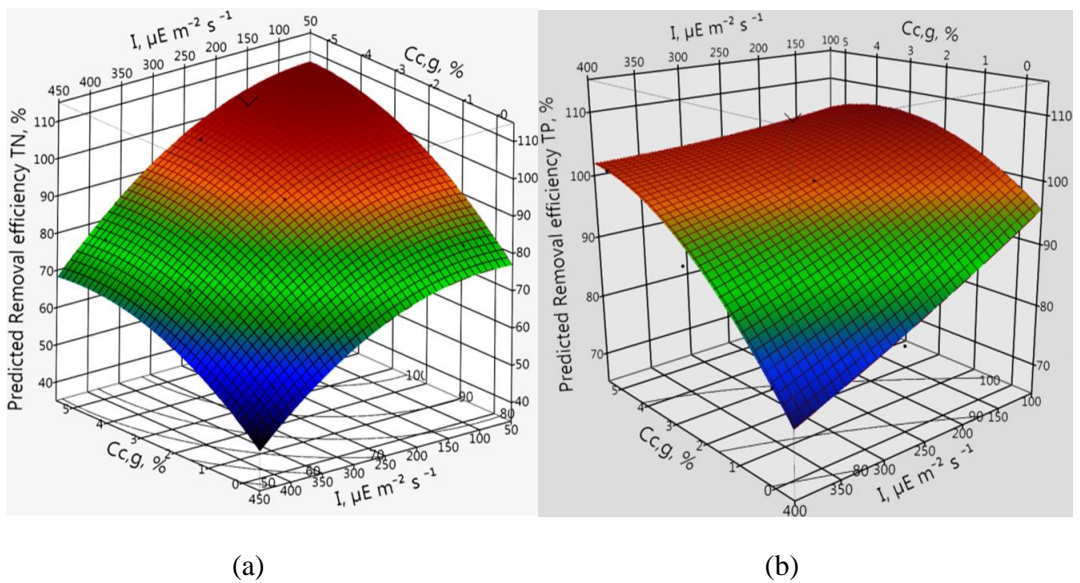 I, µE m⁻² s ⁻¹
450 400 350 300 250 200 150 100 50
Cc,g, %
5 4 3 2 1 0
Predicted Removal efficiency TN, %
110 100 90 80 70 60 50 40
110 100 90 80 70 60 50 40
Cc,g, %
5 4 3 2 1 0
60 70 80 90 100
I, µE m⁻² s ⁻¹
450 400 350 300 250 200 150 100 50
I, µE m⁻² s ⁻¹
400 350 300 250 200 150 100
Cc,g, %
5 4 3 2 1 0
Predicted Removal efficiency TP, %
110 100 90 80 70
110 100 90 80 70
Cc,g, %
5 4 3 2 1 0
80 90 100
I, µE m⁻² s ⁻¹
400 350 300 250 200 150 100
(a)
(b)